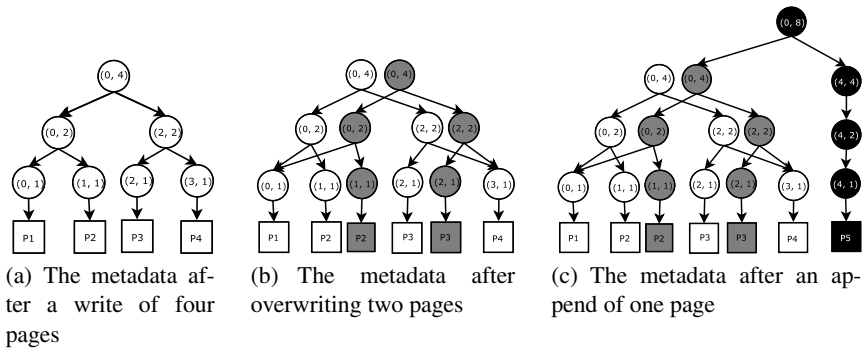 (0, 8)
(0, 4)
(0, 4) (0, 4)
(0, 4) (0, 4) (4, 4)
(0, 2) (2, 2)
(0, 2) (0, 2) (2, 2) (2, 2)
(0, 2) (0, 2) (2, 2) (2, 2) (4, 2)
(0, 1) (1, 1) (2, 1) (3, 1)
(0, 1) (1, 1) (1, 1) (2, 1) (2, 1) (3, 1)
(0, 1) (1, 1) (1, 1) (2, 1) (2, 1) (3, 1) (4, 1)
P1 P2 P3 P4
P1 P2 P2 P3 P3 P4
P1 P2 P2 P3 P3 P4 P5
(a) The metadata af-
ter a write of four
pages
(b) The metadata after
overwriting two pages
(c) The metadata after an ap-
pend of one page